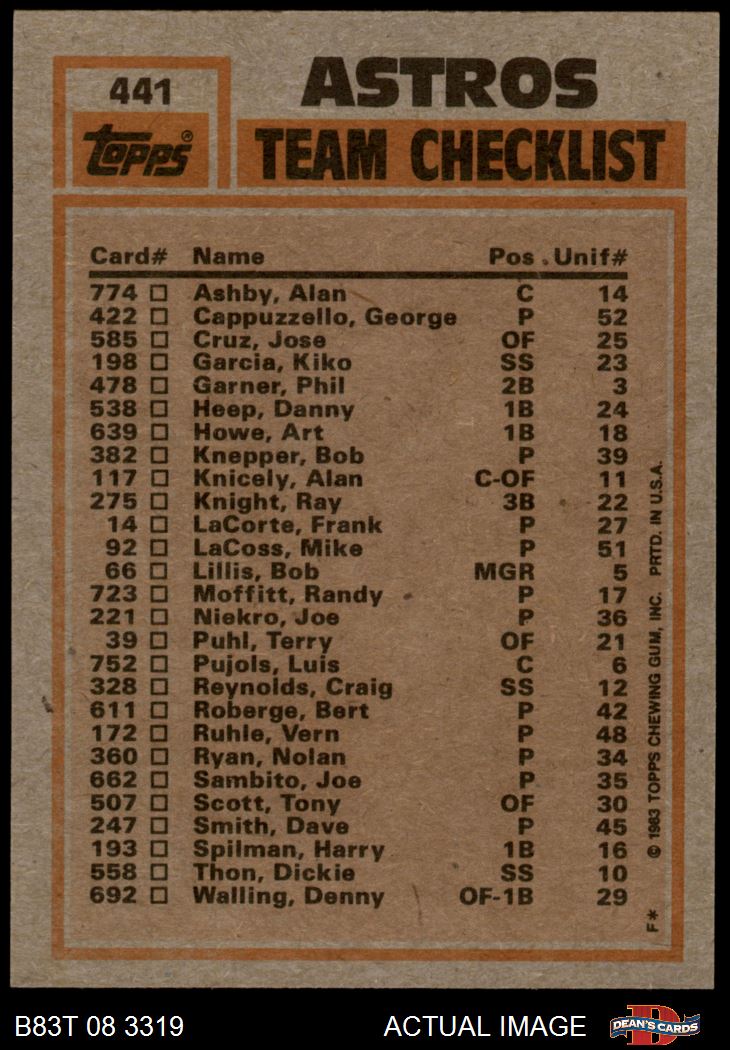 441
ASTROS
Topps®
TEAM CHECKLIST
Card# Name Pos. Unif#
774 □ Ashby, Alan C 14
422 □ Cappuzzello, George P 52
585 □ Cruz, Jose OF 25
198 □ Garcia, Kiko SS 23
478 □ Garner, Phil 2B 3
538 □ Heep, Danny 1B 24
639 □ Howe, Art 1B 18
382 □ Knepper, Bob P 39
117 □ Knicely, Alan C-OF 11
275 □ Knight, Ray 3B 22
14 □ LaCorte, Frank P 27
92 □ LaCoss, Mike P 51
66 □ Lillis, Bob MGR 5
723 □ Moffitt, Randy P 17
221 □ Niekro, Joe P 36
39 □ Puhl, Terry OF 21
752 □ Pujols, Luis C 6
328 □ Reynolds, Craig SS 12
611 □ Roberge, Bert P 42
172 □ Ruhle, Vern P 48
360 □ Ryan, Nolan P 34
662 □ Sambito, Joe P 35
507 □ Scott, Tony OF 30
247 □ Smith, Dave P 45
193 □ Spilman, Harry 1B 16
558 □ Thon, Dickie SS 10
692 □ Walling, Denny OF-1B 29
F* © 1983 TOPPS CHEWING GUM, INC. PRTD. IN U.S.A.
B83T 08 3319 ACTUAL IMAGE
D
DEAN'S CARDS